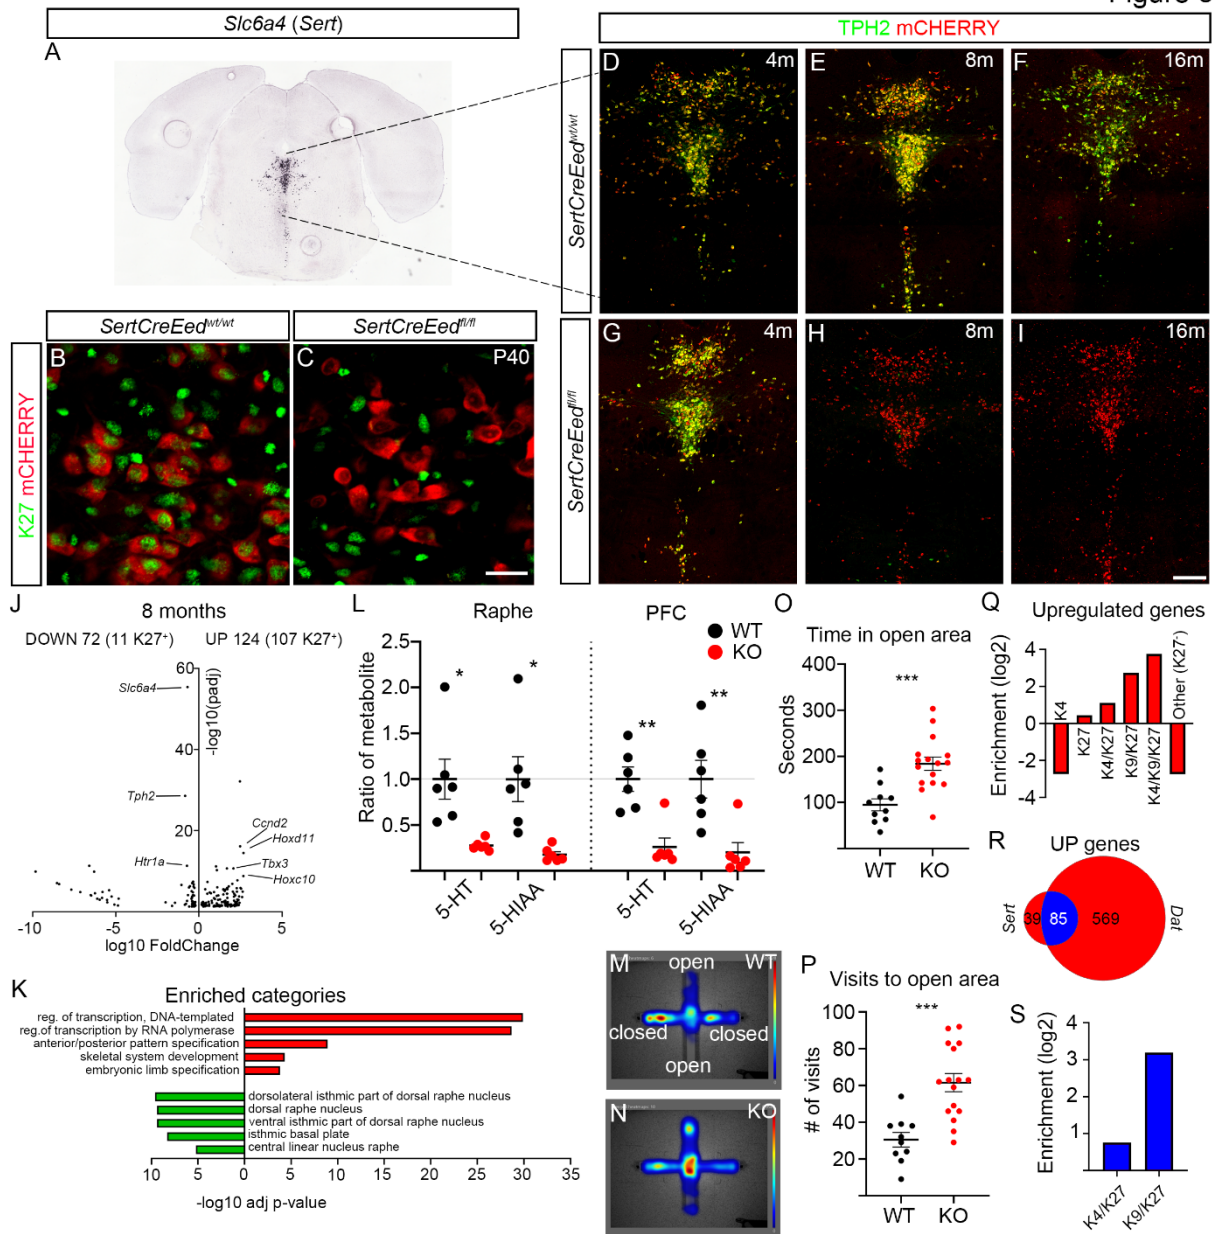 Slc6a4 (Sert)
TPH2 mCHERRY
A
SertCreEed^wt/wt
D 4m
E 8m
F 16m
SertCreEed^wt/wt
SertCreEed^fl/fl
K27 mCHERRY
B
C P40
SertCreEed^fl/fl
G 4m
H 8m
I 16m
J
8 months
DOWN 72 (11 K27+) UP 124 (107 K27+)
-log10(padj)
60
40
20
Slc6a4
Tph2
Htr1a
Ccnd2
Hoxd11
Tbx3
Hoxc10
-10 -5 0 5
log10 FoldChange
L
Raphe PFC
WT
KO
Ratio of metabolite
2.5
2.0
1.5
1.0
0.5
* * ** **
5-HT 5-HIAA 5-HT 5-HIAA
O
Time in open area
Seconds
400
300
200
100
***
WT KO
Q
Upregulated genes
Enrichment (log2)
4
2
0
-2
-4
K4
K27
K4/K27
K9/K27
K4/K9/K27
Other (K27-)
R
UP genes
Sert 39 85 569 Dat
K
Enriched categories
reg. of transcription, DNA-templated
reg.of transcription by RNA polymerase
anterior/posterior pattern specification
skeletal system development
embryonic limb specification
dorsolateral isthmic part of dorsal raphe nucleus
dorsal raphe nucleus
ventral isthmic part of dorsal raphe nucleus
isthmic basal plate
central linear nucleus raphe
10 5 0 5 10 15 20 25 30 35
-log10 adj p-value
M WT
open
closed closed
open
N KO
P
Visits to open area
# of visits
100
80
60
40
20
***
WT KO
S
Enrichment (log2)
4
3
2
1
K4/K27 K9/K27